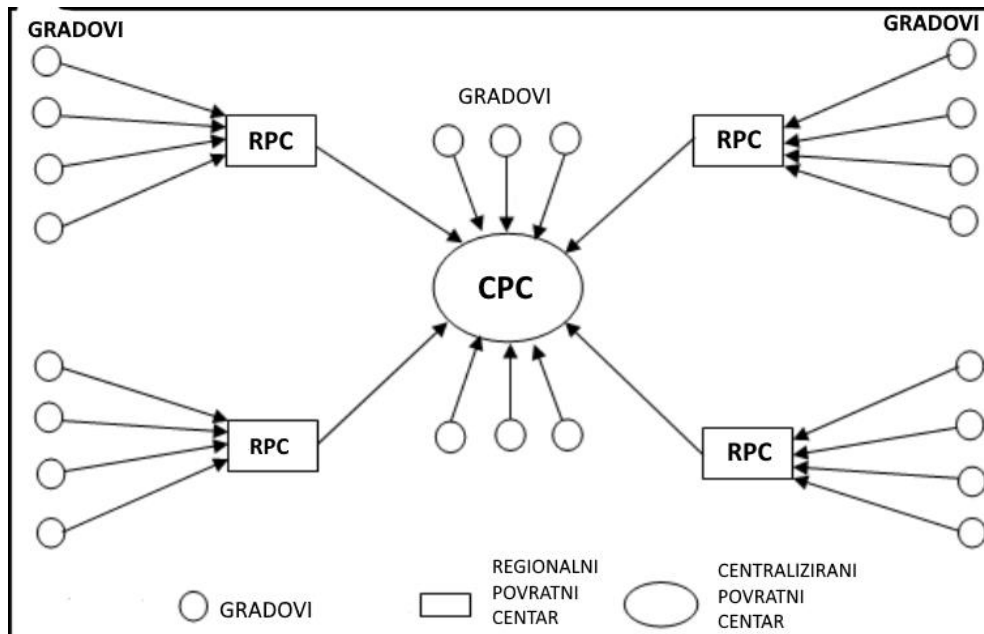 GRADOVI
GRADOVI
GRADOVI
RPC
RPC
CPC
RPC
RPC
GRADOVI
REGIONALNI
POVRATNI
CENTAR
CENTRALIZIRANI
POVRATNI
CENTAR